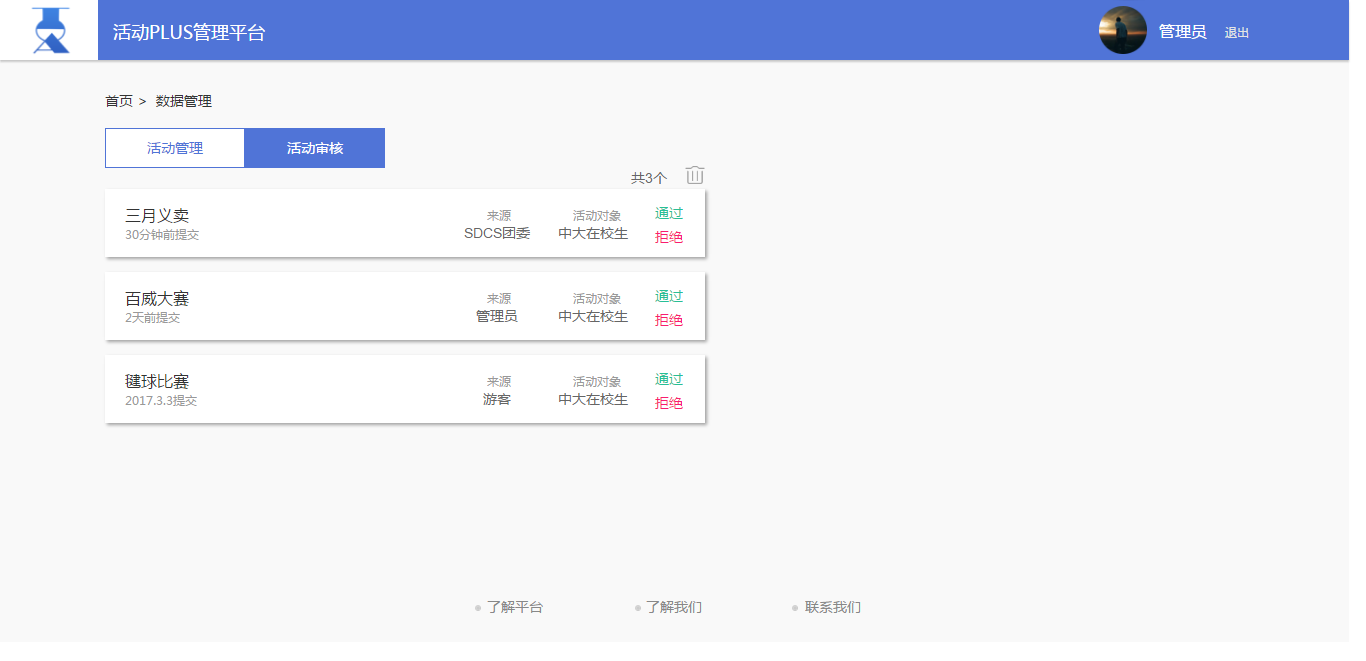 活动PLUS管理平台
管理员 退出
首页 > 数据管理
活动管理 活动审核
共3个
三月义卖 来源 活动对象 通过
30分钟前提交 SDCS团委 中大在校生 拒绝
百威大赛 来源 活动对象 通过
2天前提交 管理员 中大在校生 拒绝
毽球比赛 来源 活动对象 通过
2017.3.3提交 游客 中大在校生 拒绝
了解平台 了解我们 联系我们